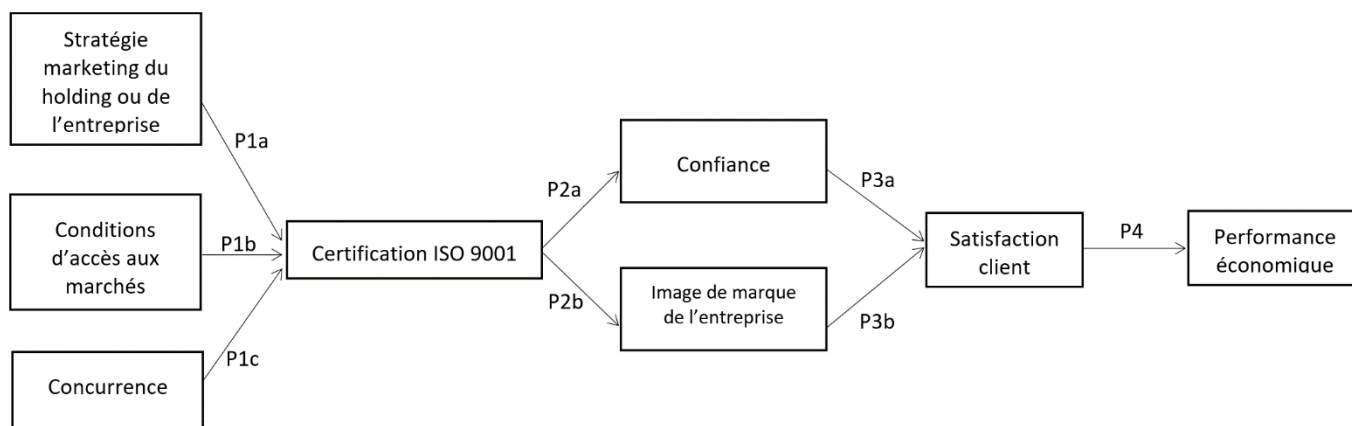 Stratégie
marketing du
holding ou de
l’entreprise
P1a
Conditions
d’accès aux
marchés
P1b
Concurrence
P1c
Certification ISO 9001
P2a
P2b
Confiance
Image de marque
de l’entreprise
P3a
P3b
Satisfaction
client
P4
Performance
économique